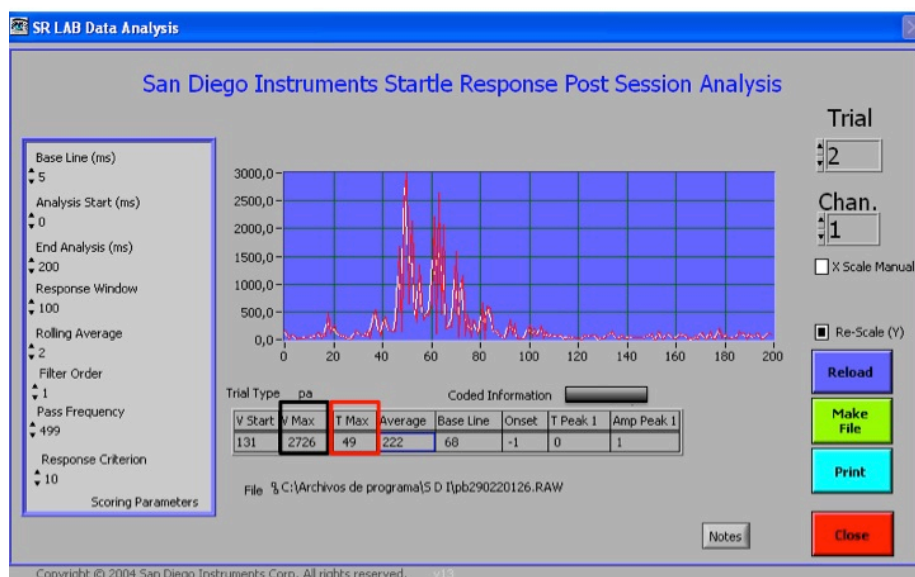 SR LAB Data Analysis
San Diego Instruments Startle Response Post Session Analysis
Trial
2
Chan.
1
X Scale Manual
Re-Scale (Y)
Reload
Make
File
Print
Close
Base Line (ms)
5
Analysis Start (ms)
0
End Analysis (ms)
200
Response Window
100
Rolling Average
2
Filter Order
1
Pass Frequency
499
Response Criterion
10
Scoring Parameters
3000,0
2500,0
2000,0
1500,0
1000,0
500,0
0,0
0 20 40 60 80 100 120 140 160 180 200
Trial Type pa Coded Information
V Start V Max T Max Average Base Line Onset T Peak 1 Amp Peak 1
131 2726 49 222 68 -1 0 1
File C:\Archivos de programa\S D I\pb290220126.RAW
Notes
Copyright © 2004 San Diego Instruments Corp. All rights reserved. v13